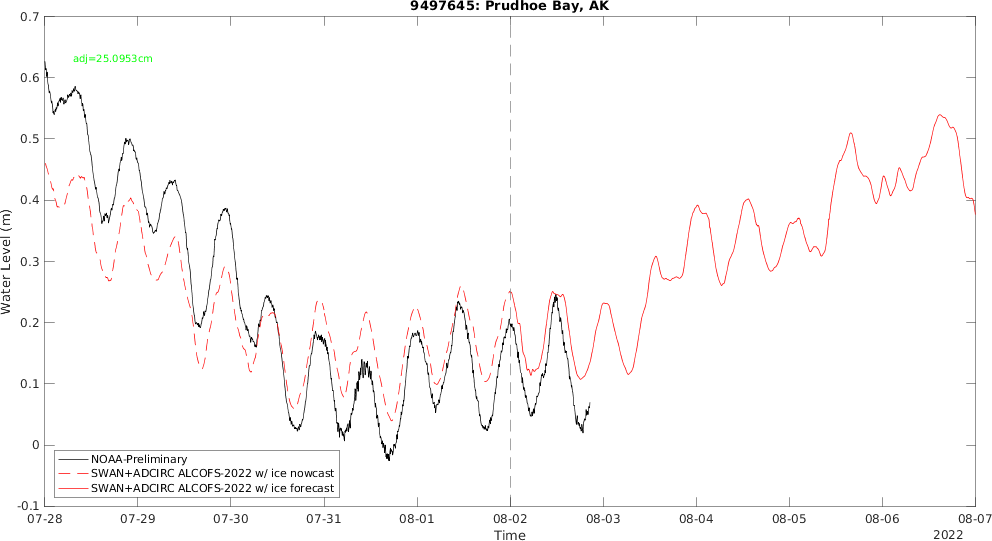 9497645: Prudhoe Bay, AK
0.7
adj=25.0953cm
0.6
0.5
0.4
0.3
0.2
0.1
0
-0.1
Water Level (m)
NOAA-Preliminary
SWAN+ADCIRC ALCOFS-2022 w/ ice nowcast
SWAN+ADCIRC ALCOFS-2022 w/ ice forecast
07-28 07-29 07-30 07-31 08-01 08-02 08-03 08-04 08-05 08-06 08-07
Time
2022